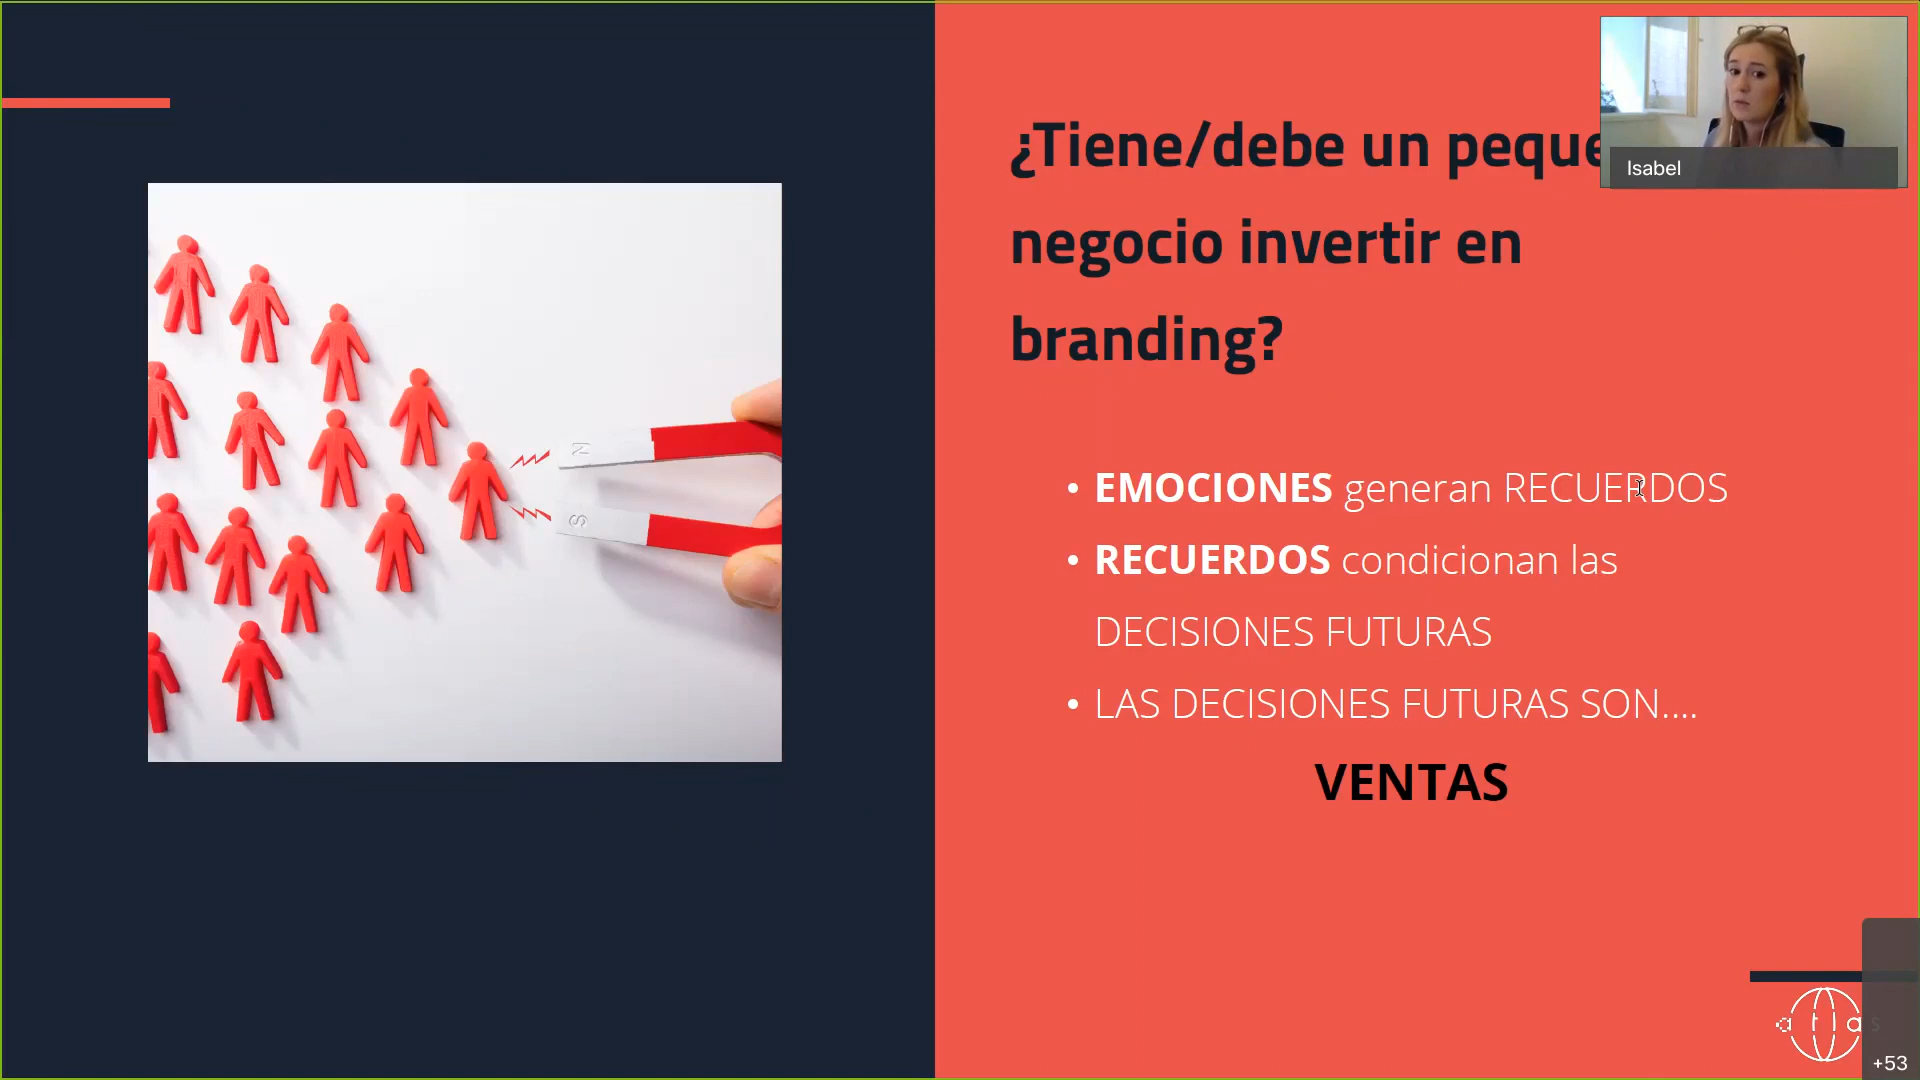 ¿Tiene/debe un peque
negocio invertir en
branding?
Isabel
• EMOCIONES generan RECUERDOS
• RECUERDOS condicionan las
DECISIONES FUTURAS
• LAS DECISIONES FUTURAS SON....
VENTAS
N
S
atlas
+53